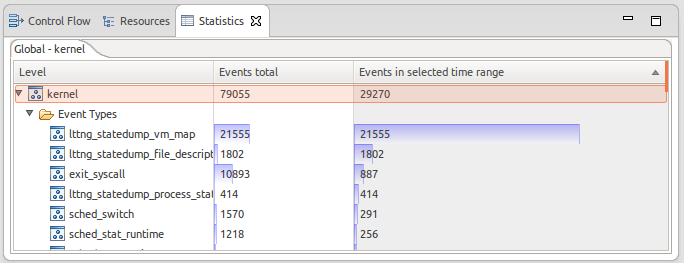 Control Flow Resources Statistics
Global - kernel
Level Events total Events in selected time range
kernel 79055 29270
Event Types
lttng_statedump_vm_map 21555 21555
lttng_statedump_file_descript 1802 1802
exit_syscall 10893 887
lttng_statedump_process_stat 414 414
sched_switch 1570 291
sched_stat_runtime 1218 256